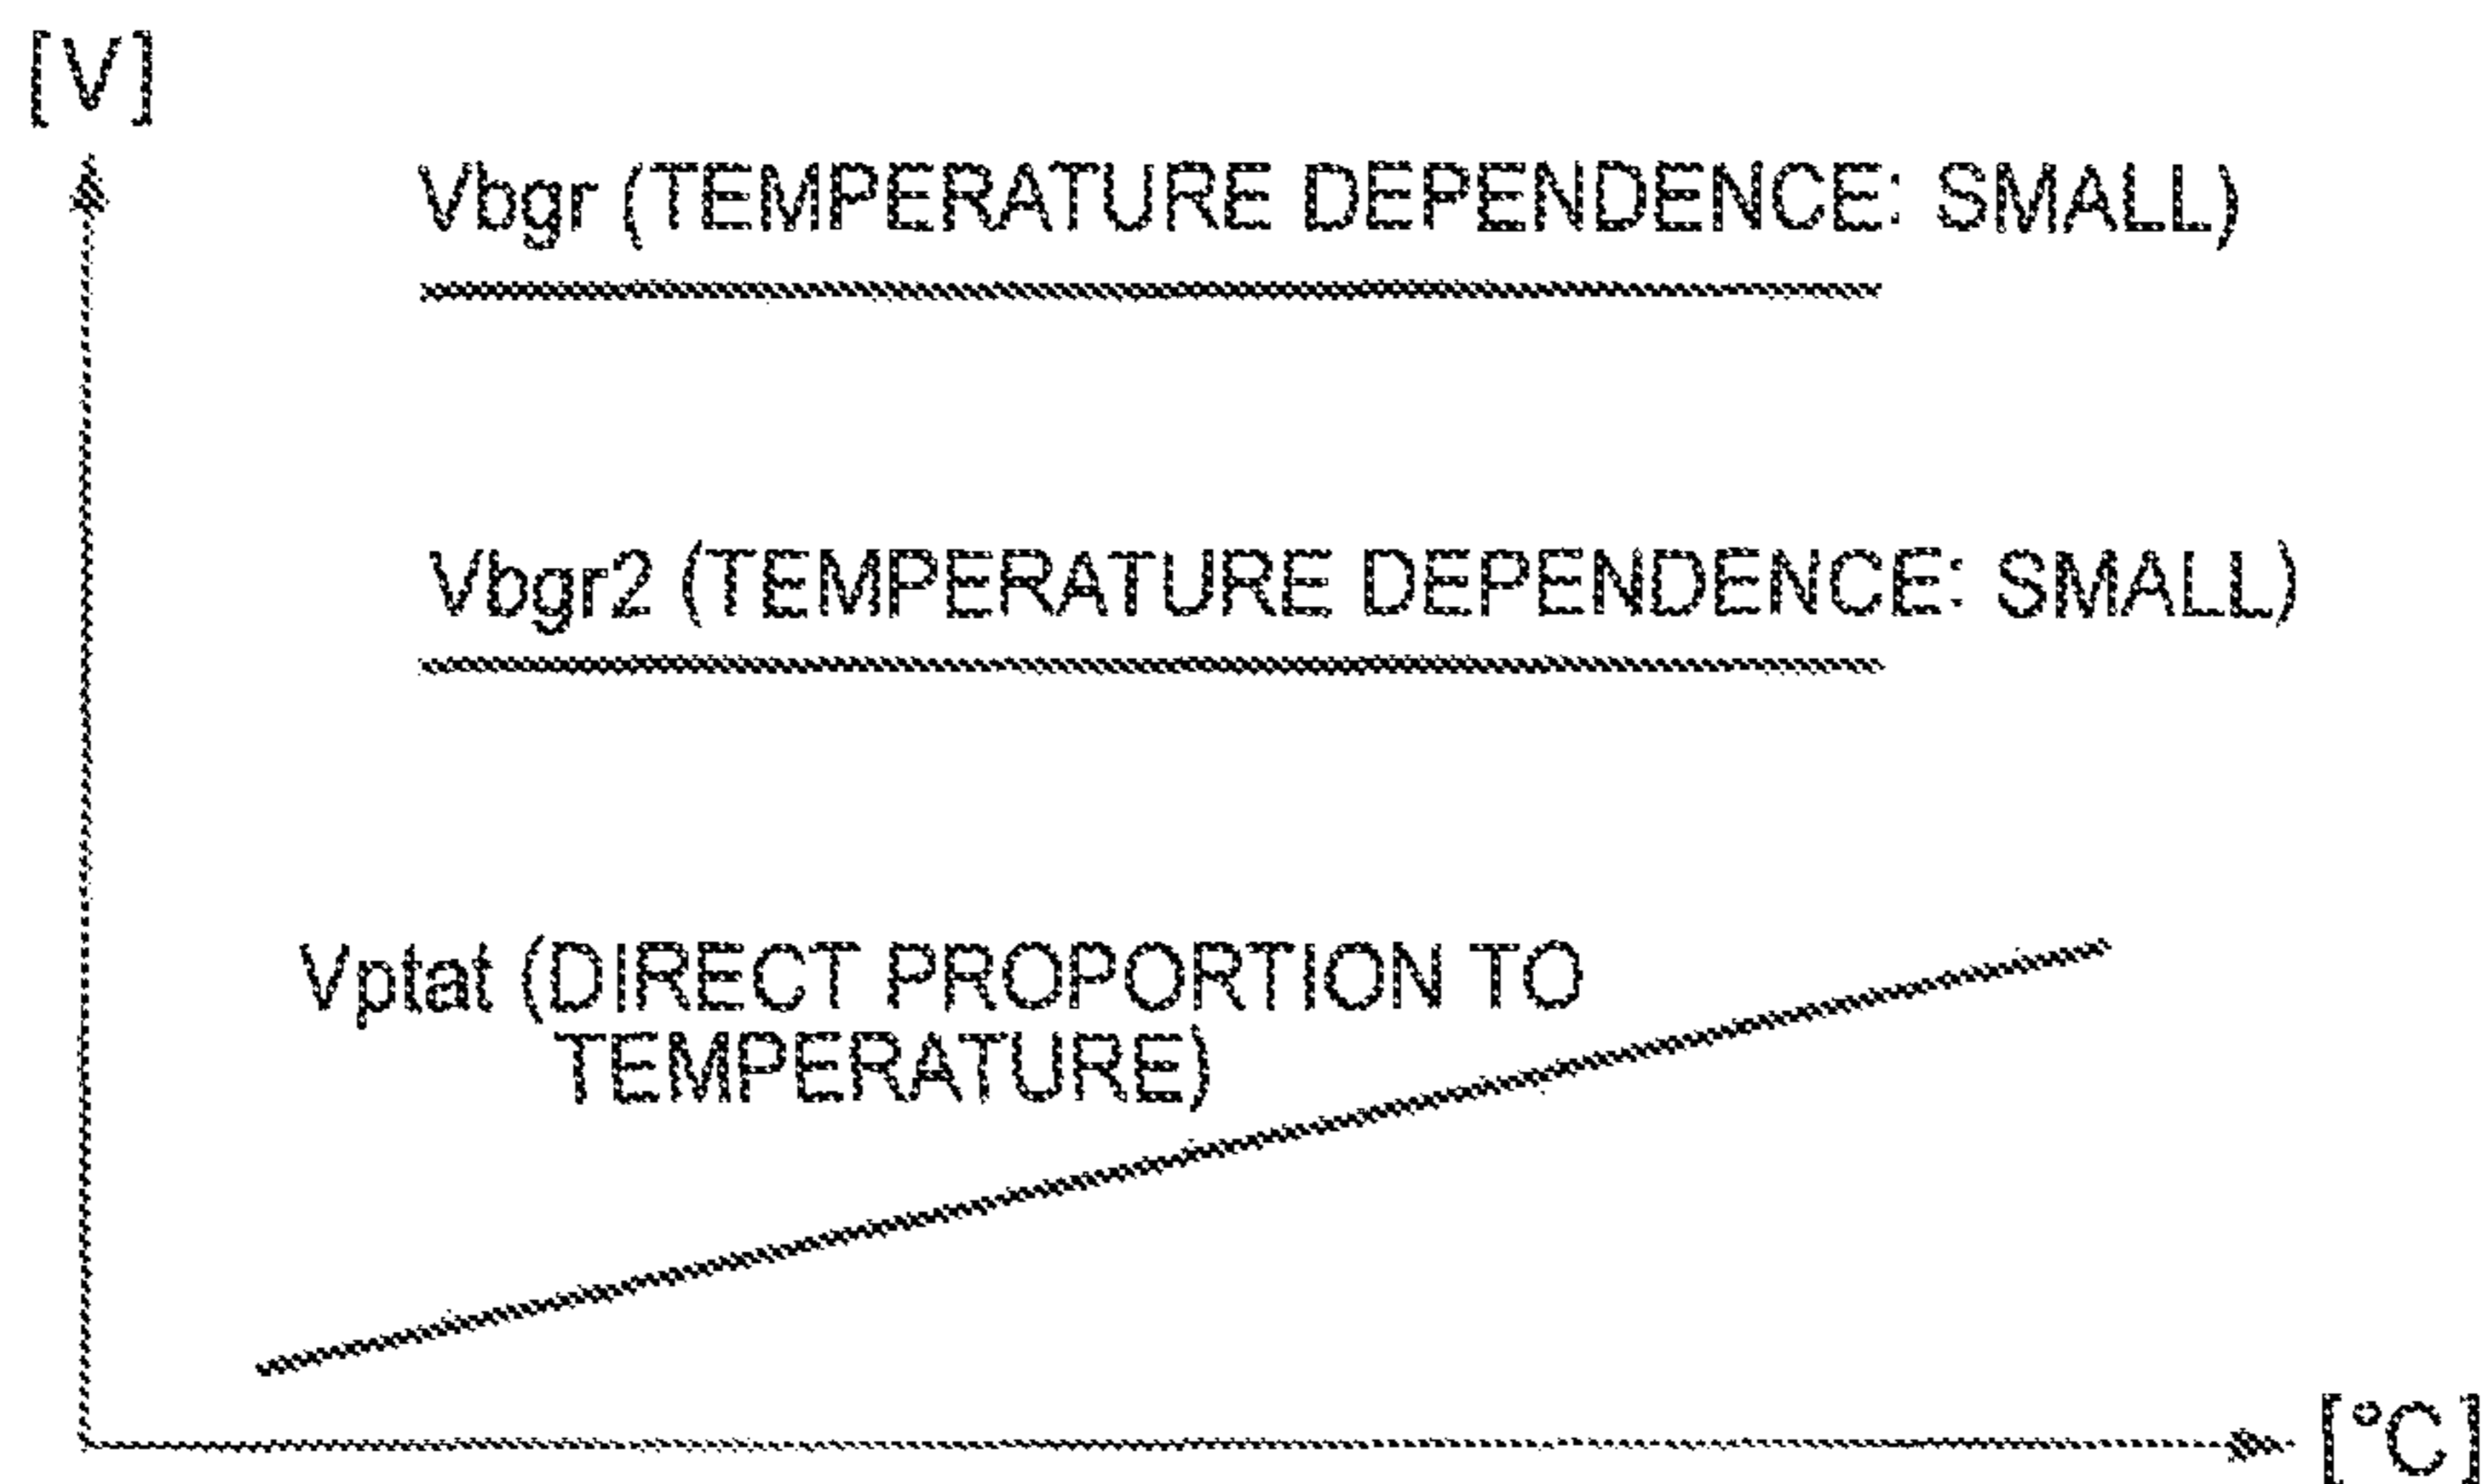 [V]
Vbgr (TEMPERATURE DEPENDENCE: SMALL)
Vbgr2 (TEMPERATURE DEPENDENCE: SMALL)
Vptat (DIRECT PROPORTION TO
TEMPERATURE)
[°C]